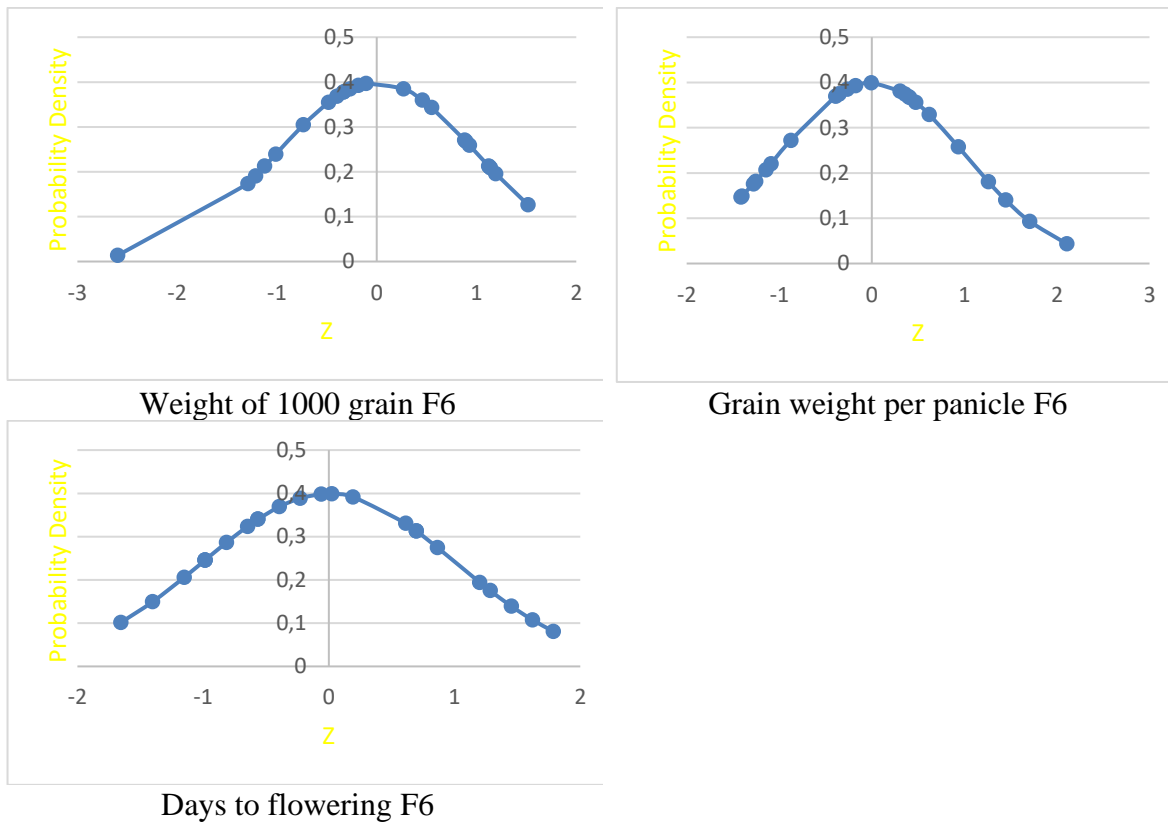 Probability Density
0,5
0,4
0,3
0,2
0,1
0
-3 -2 -1 0 1 2
Z
Weight of 1000 grain F6
Probability Density
0,5
0,4
0,3
0,2
0,1
0
-2 -1 0 1 2 3
Z
Grain weight per panicle F6
Probability Density
0,5
0,4
0,3
0,2
0,1
0
-2 -1 0 1 2
Z
Days to flowering F6